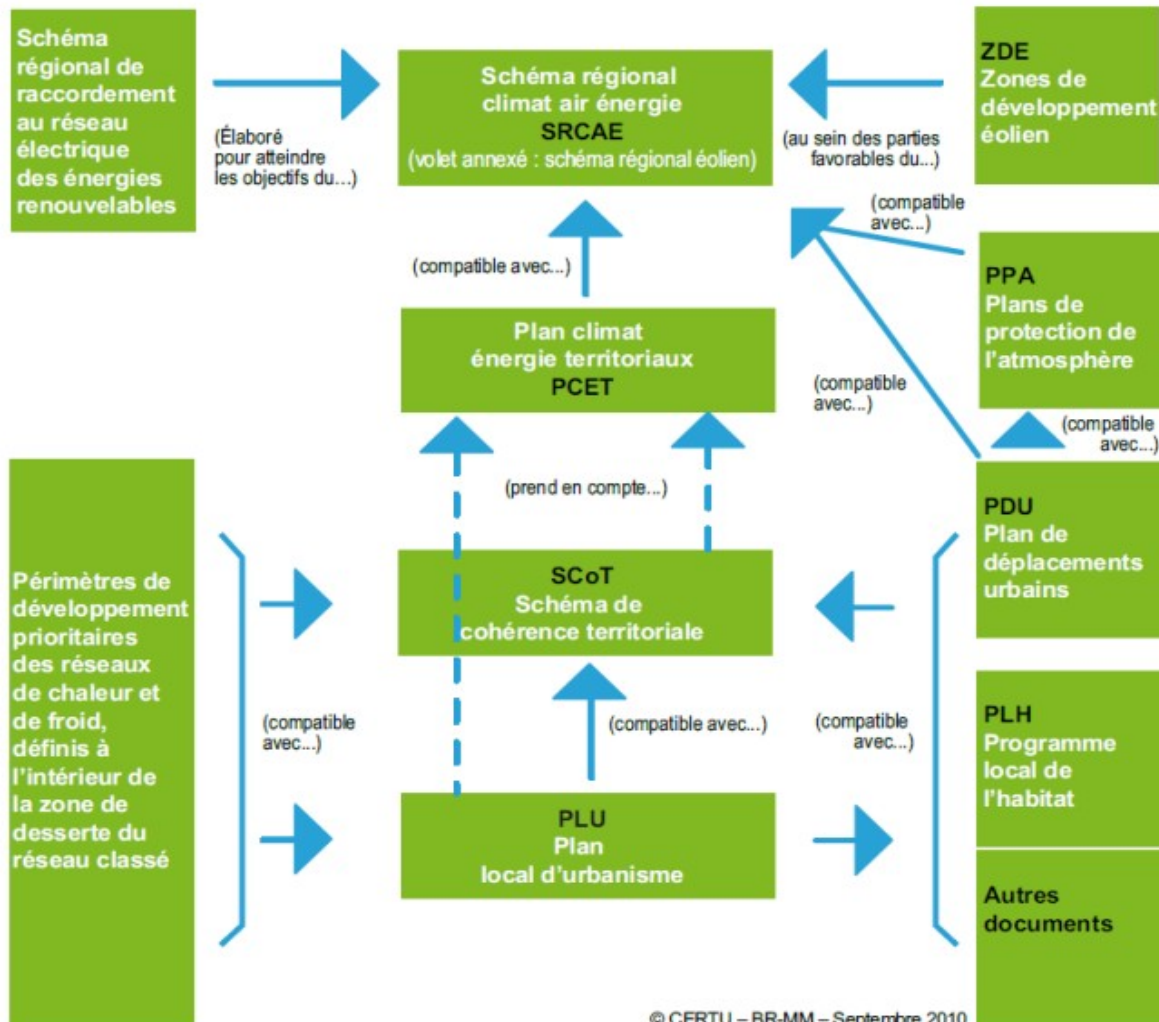 Schéma
régional de
raccordement
au réseau
électrique
des énergies
renouvelables
(Élaboré
pour atteindre
les objectifs du...)
Schéma régional
climat air énergie
SRCAE
(volet annexé : schéma régional éolien)
(au sein des parties
favorables du...)
ZDE
Zones de
développement
éolien
(compatible
avec...)
(compatible avec...)
PPA
Plans de
protection de
l'atmosphère
Plan climat
énergie territoriaux
PCET
(compatible
avec...)
(compatible
avec...)
(prend en compte...)
PDU
Plan de
déplacements
urbains
SCoT
Schéma de
cohérence territoriale
Périmètres de
développement
prioritaires
des réseaux
de chaleur et
de froid,
définis à
l'intérieur de
la zone de
desserte du
réseau classé
(compatible
avec...)
(compatible avec...)
(compatible
avec...)
PLH
Programme
local de
l'habitat
PLU
Plan
local d'urbanisme
Autres
documents
© CERTU – BR-MM – Septembre 2010